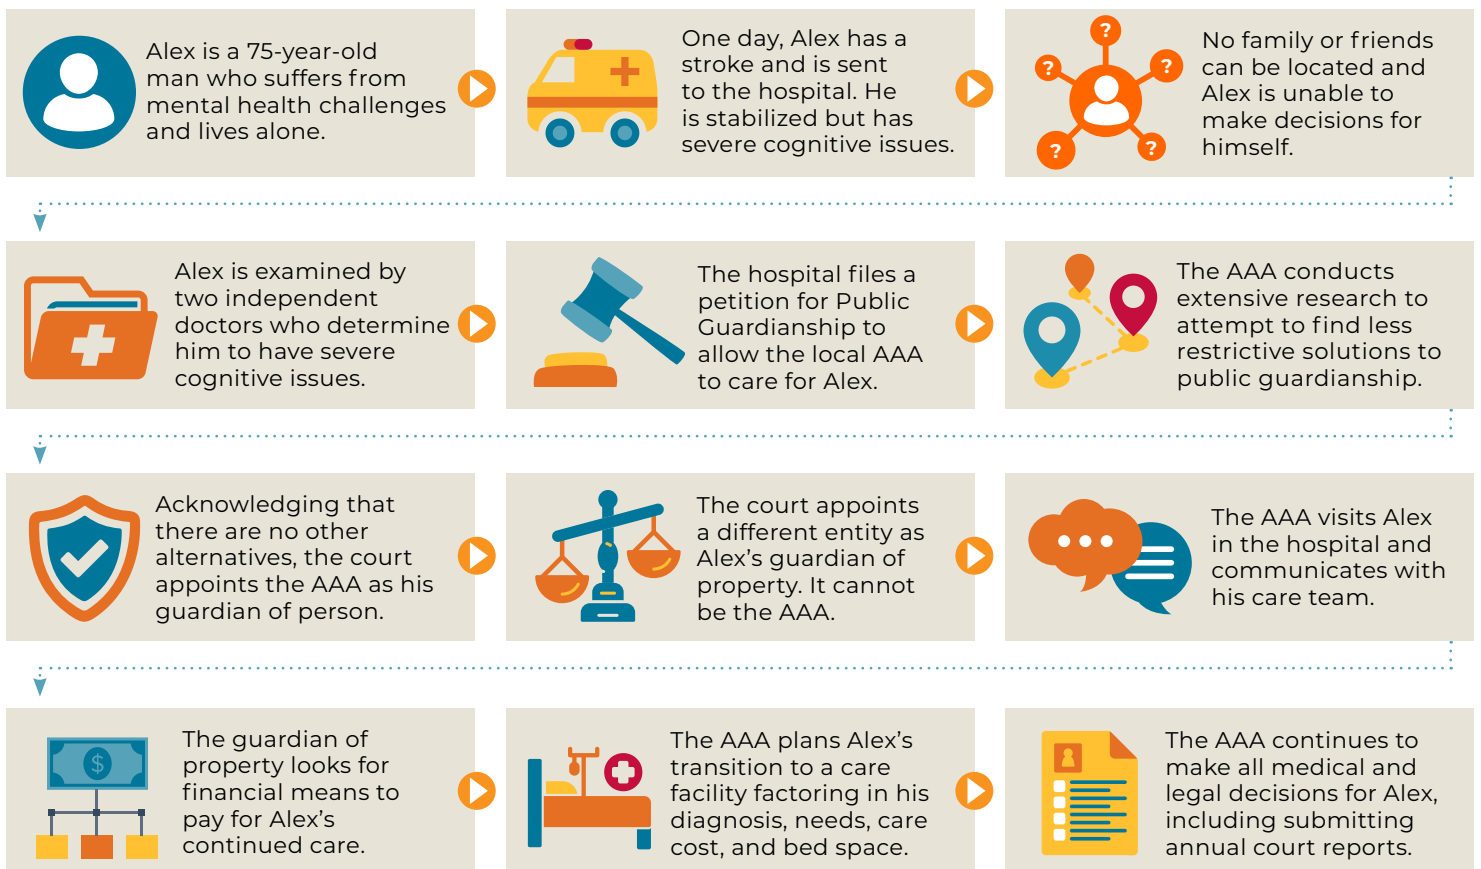 Alex is a 75-year-old
man who suffers from
mental health challenges
and lives alone.
One day, Alex has a
stroke and is sent
to the hospital. He
is stabilized but has
severe cognitive issues.
?
?
?
?
?
No family or friends
can be located and
Alex is unable to
make decisions for
himself.
Alex is examined by
two independent
doctors who determine
him to have severe
cognitive issues.
The hospital files a
petition for Public
Guardianship to
allow the local AAA
to care for Alex.
The AAA conducts
extensive research to
attempt to find less
restrictive solutions to
public guardianship.
Acknowledging that
there are no other
alternatives, the court
appoints the AAA as his
guardian of person.
The court appoints
a different entity as
Alex’s guardian of
property. It cannot
be the AAA.
The AAA visits Alex
in the hospital and
communicates with
his care team.
$
The guardian of
property looks for
financial means to
pay for Alex’s
continued care.
The AAA plans Alex’s
transition to a care
facility factoring in his
diagnosis, needs, care
cost, and bed space.
The AAA continues to
make all medical and
legal decisions for Alex,
including submitting
annual court reports.